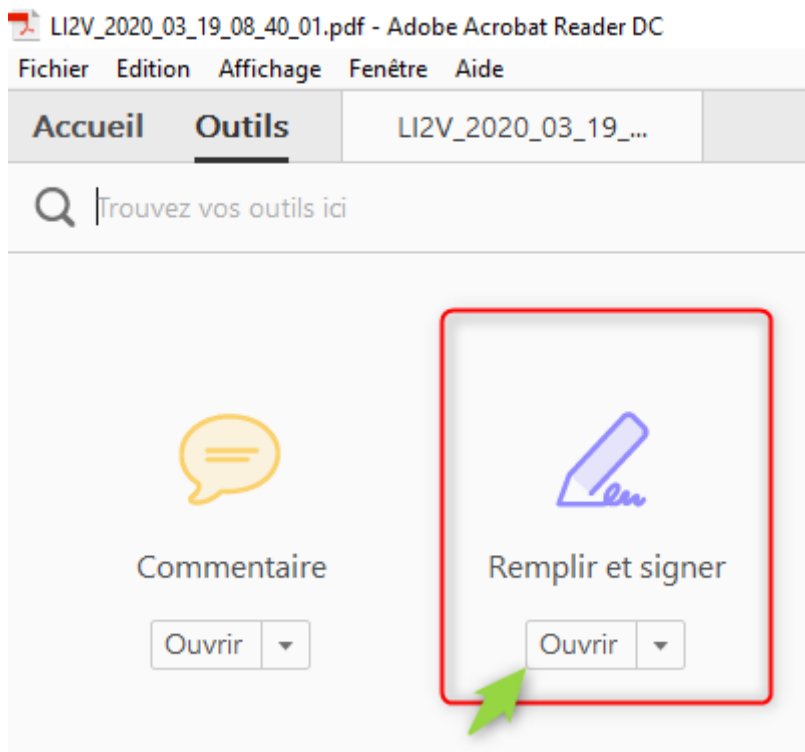 LI2V_2020_03_19_08_40_01.pdf - Adobe Acrobat Reader DC
Fichier Edition Affichage Fenêtre Aide
Accueil Outils LI2V_2020_03_19_...
Trouvez vos outils ici
Commentaire Remplir et signer
Ouvrir Ouvrir